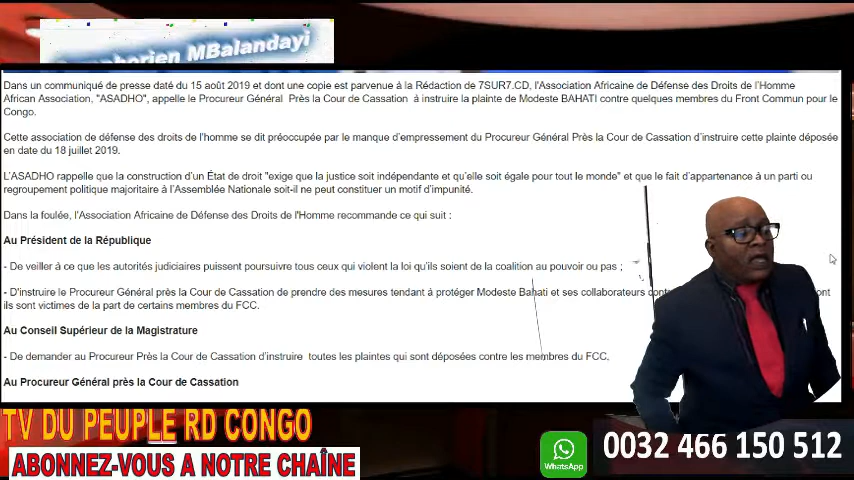 MBalandayi
Dans un communiqué de presse daté du 15 août 2019 et dont une copie est parvenue à la Rédaction de 7SUR7.CD, l'Association Africaine de Défense des Droits de l'Homme
African Association, "ASADHO", appelle le Procureur Général Près la Cour de Cassation à instruire la plainte de Modeste BAHATI contre quelques membres du Front Commun pour le
Congo.
Cette association de défense des droits de l'homme se dit préoccupée par le manque d'empressement du Procureur Général Près la Cour de Cassation d'instruire cette plainte déposée
en date du 18 juillet 2019.
L'ASADHO rappelle que la construction d'un État de droit "exige que la justice soit indépendante et qu'elle soit égale pour tout le monde" et que le fait d'appartenance à un parti ou
regroupement politique majoritaire à l'Assemblée Nationale soit-il ne peut constituer un motif d'impunité.
Dans la foulée, l'Association Africaine de Défense des Droits de l'Homme recommande ce qui suit :
Au Président de la République
- De veiller à ce que les autorités judiciaires puissent poursuivre tous ceux qui violent la loi qu'ils soient de la coalition au pouvoir ou pas ;
- D'instruire le Procureur Général près la Cour de Cassation de prendre des mesures tendant à protéger Modeste Bahati et ses collaborateurs
ils sont victimes de la part de certains membres du FCC.
Au Conseil Supérieur de la Magistrature
- De demander au Procureur Près la Cour de Cassation d'instruire toutes les plaintes qui sont déposées contre les membres du FCC,
Au Procureur Général près la Cour de Cassation
TV DU PEUPLE RD CONGO
ABONNEZ-VOUS A NOTRE CHAÎNE
WhatsApp
0032 466 150 512